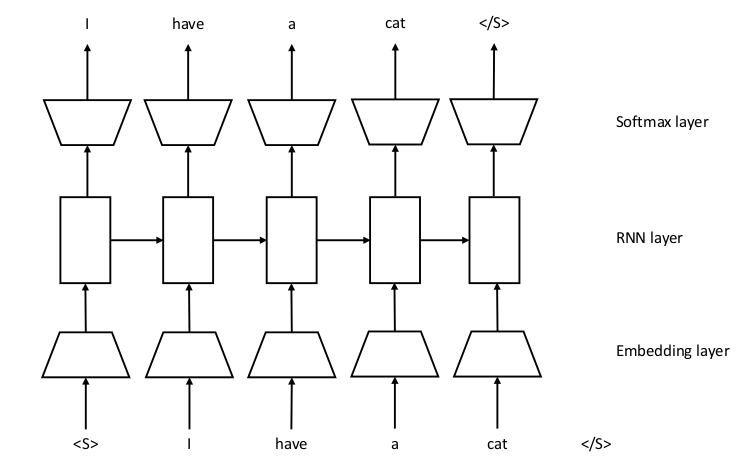 I have a cat </S>
Softmax layer
RNN layer
Embedding layer
<S> I have a cat </S>